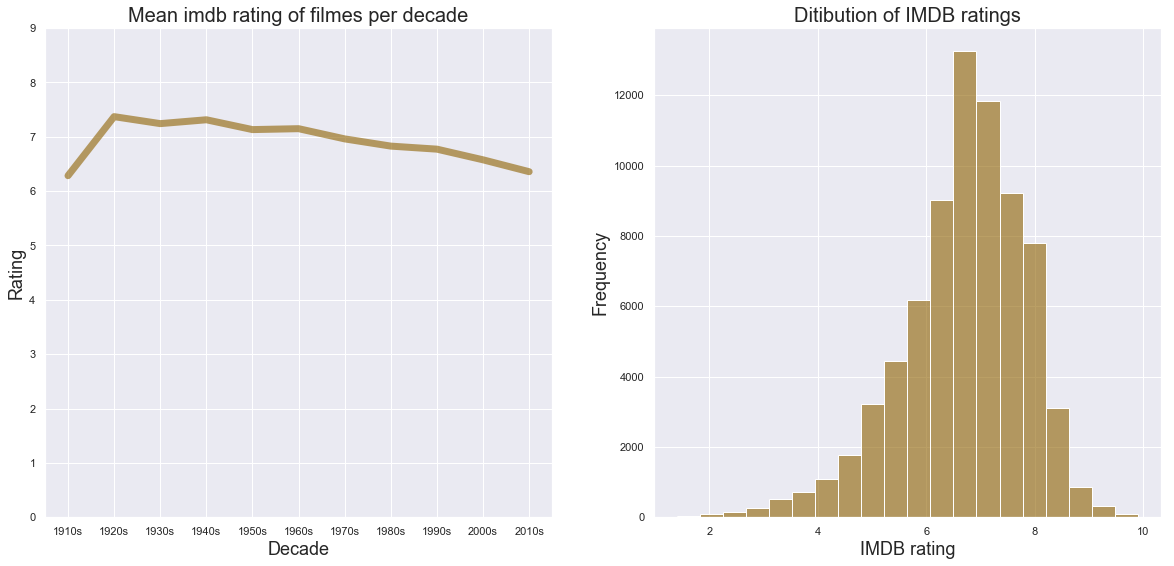 Mean imdb rating of filmes per decade
9
8
7
6
5
4
3
2
1
0
Rating
1910s 1920s 1930s 1940s 1950s 1960s 1970s 1980s 1990s 2000s 2010s
Decade
Ditibution of IMDB ratings
12000
10000
8000
6000
4000
2000
0
Frequency
2 4 6 8 10
IMDB rating